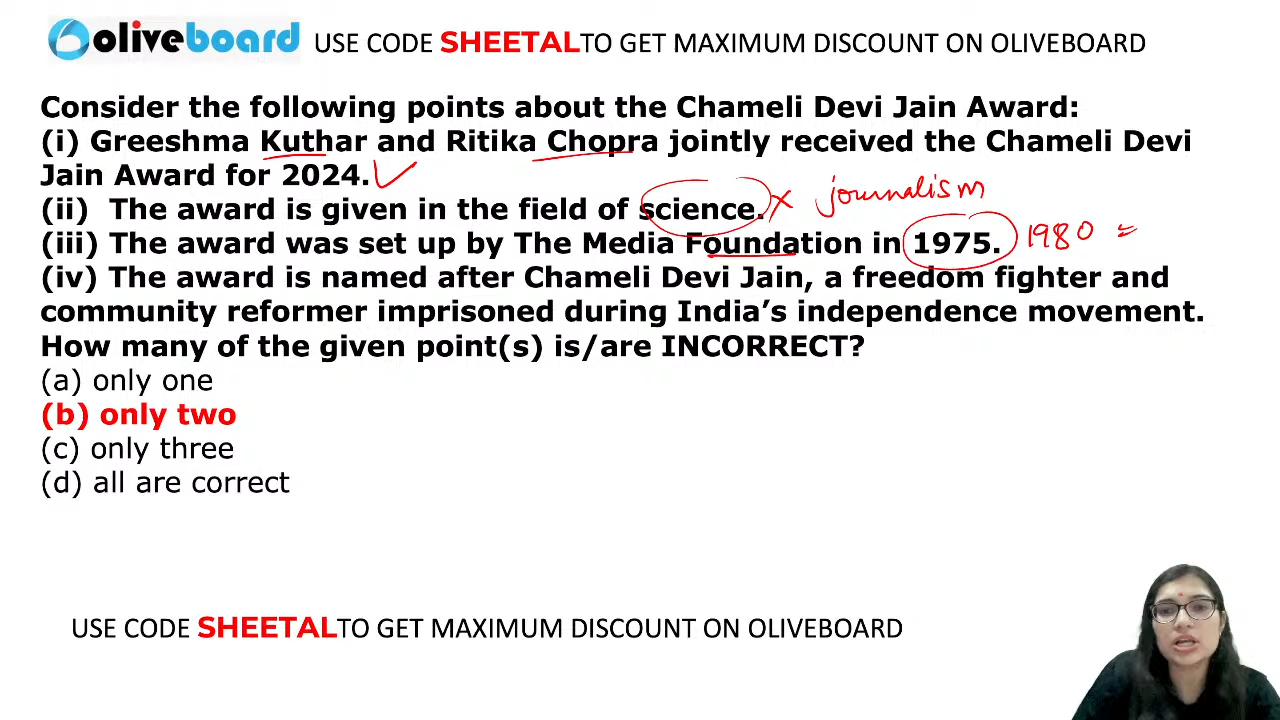 oliveboard USE CODE SHEETAL TO GET MAXIMUM DISCOUNT ON OLIVEBOARD
Consider the following points about the Chameli Devi Jain Award:
(i) Greeshma Kuthar and Ritika Chopra jointly received the Chameli Devi
Jain Award for 2024.
(ii) The award is given in the field of science. journalism
(iii) The award was set up by The Media Foundation in 1975. 1980 =
(iv) The award is named after Chameli Devi Jain, a freedom fighter and
community reformer imprisoned during India's independence movement.
How many of the given point(s) is/are INCORRECT?
(a) only one
(b) only two
(c) only three
(d) all are correct
USE CODE SHEETAL TO GET MAXIMUM DISCOUNT ON OLIVEBOARD